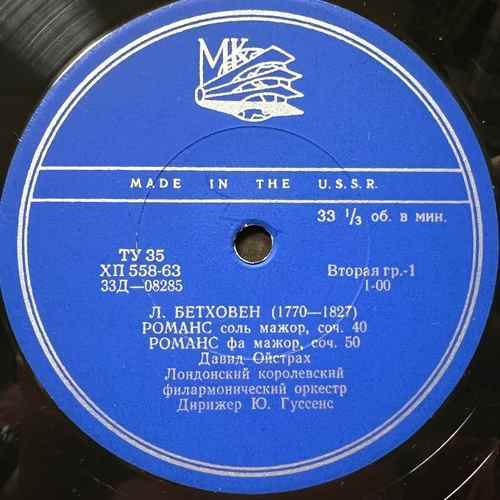 МК
MADE IN THE U.S.S.R.
33 1/3 об. в мин.
ТУ 35
ХП 558-63
33Д—08285
Вторая гр.-1
1-00
Л. БЕТХОВЕН (1770—1827)
РОМАНС соль мажор, соч. 40
РОМАНС фа мажор, соч. 50
Давид Ойстрах
Лондонский королевский
филармонический оркестр
Дирижер Ю. Гуссенс